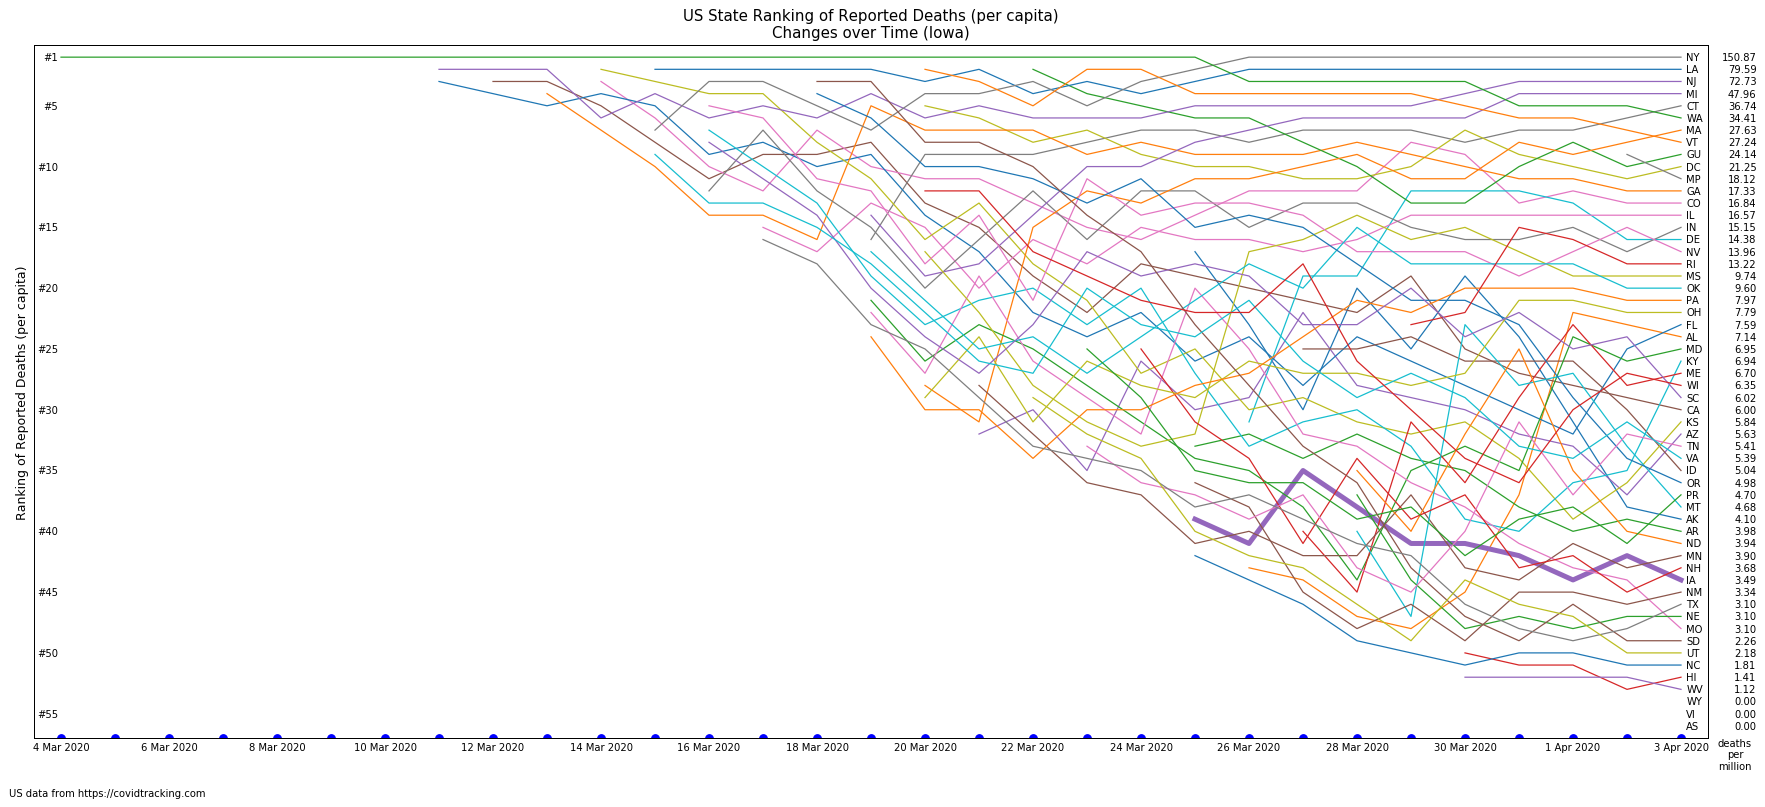 US State Ranking of Reported Deaths (per capita)
Changes over Time (Iowa)
Ranking of Reported Deaths (per capita)
#1
#5
#10
#15
#20
#25
#30
#35
#40
#45
#50
#55
NY 150.87
LA 79.59
NJ 72.73
MI 47.96
CT 36.74
WA 34.41
MA 27.63
VT 27.24
GU 24.14
DC 21.25
MP 18.12
GA 17.33
CO 16.84
IL 16.57
IN 15.15
DE 14.38
NV 13.96
RI 13.22
MS 9.74
OK 9.60
PA 7.97
OH 7.79
FL 7.59
AL 7.14
MD 6.95
KY 6.94
ME 6.70
WI 6.35
SC 6.02
CA 6.00
KS 5.84
AZ 5.63
TN 5.41
VA 5.39
ID 5.04
OR 4.98
PR 4.70
MT 4.68
AK 4.10
AR 3.98
ND 3.94
MN 3.90
NH 3.68
IA 3.49
NM 3.34
TX 3.10
NE 3.10
MO 3.10
SD 2.26
UT 2.18
NC 1.81
HI 1.41
WV 1.12
WY 0.00
VI 0.00
AS 0.00
4 Mar 2020 6 Mar 2020 8 Mar 2020 10 Mar 2020 12 Mar 2020 14 Mar 2020 16 Mar 2020 18 Mar 2020 20 Mar 2020 22 Mar 2020 24 Mar 2020 26 Mar 2020 28 Mar 2020 30 Mar 2020 1 Apr 2020 3 Apr 2020
deaths
per
million
US data from https://covidtracking.com